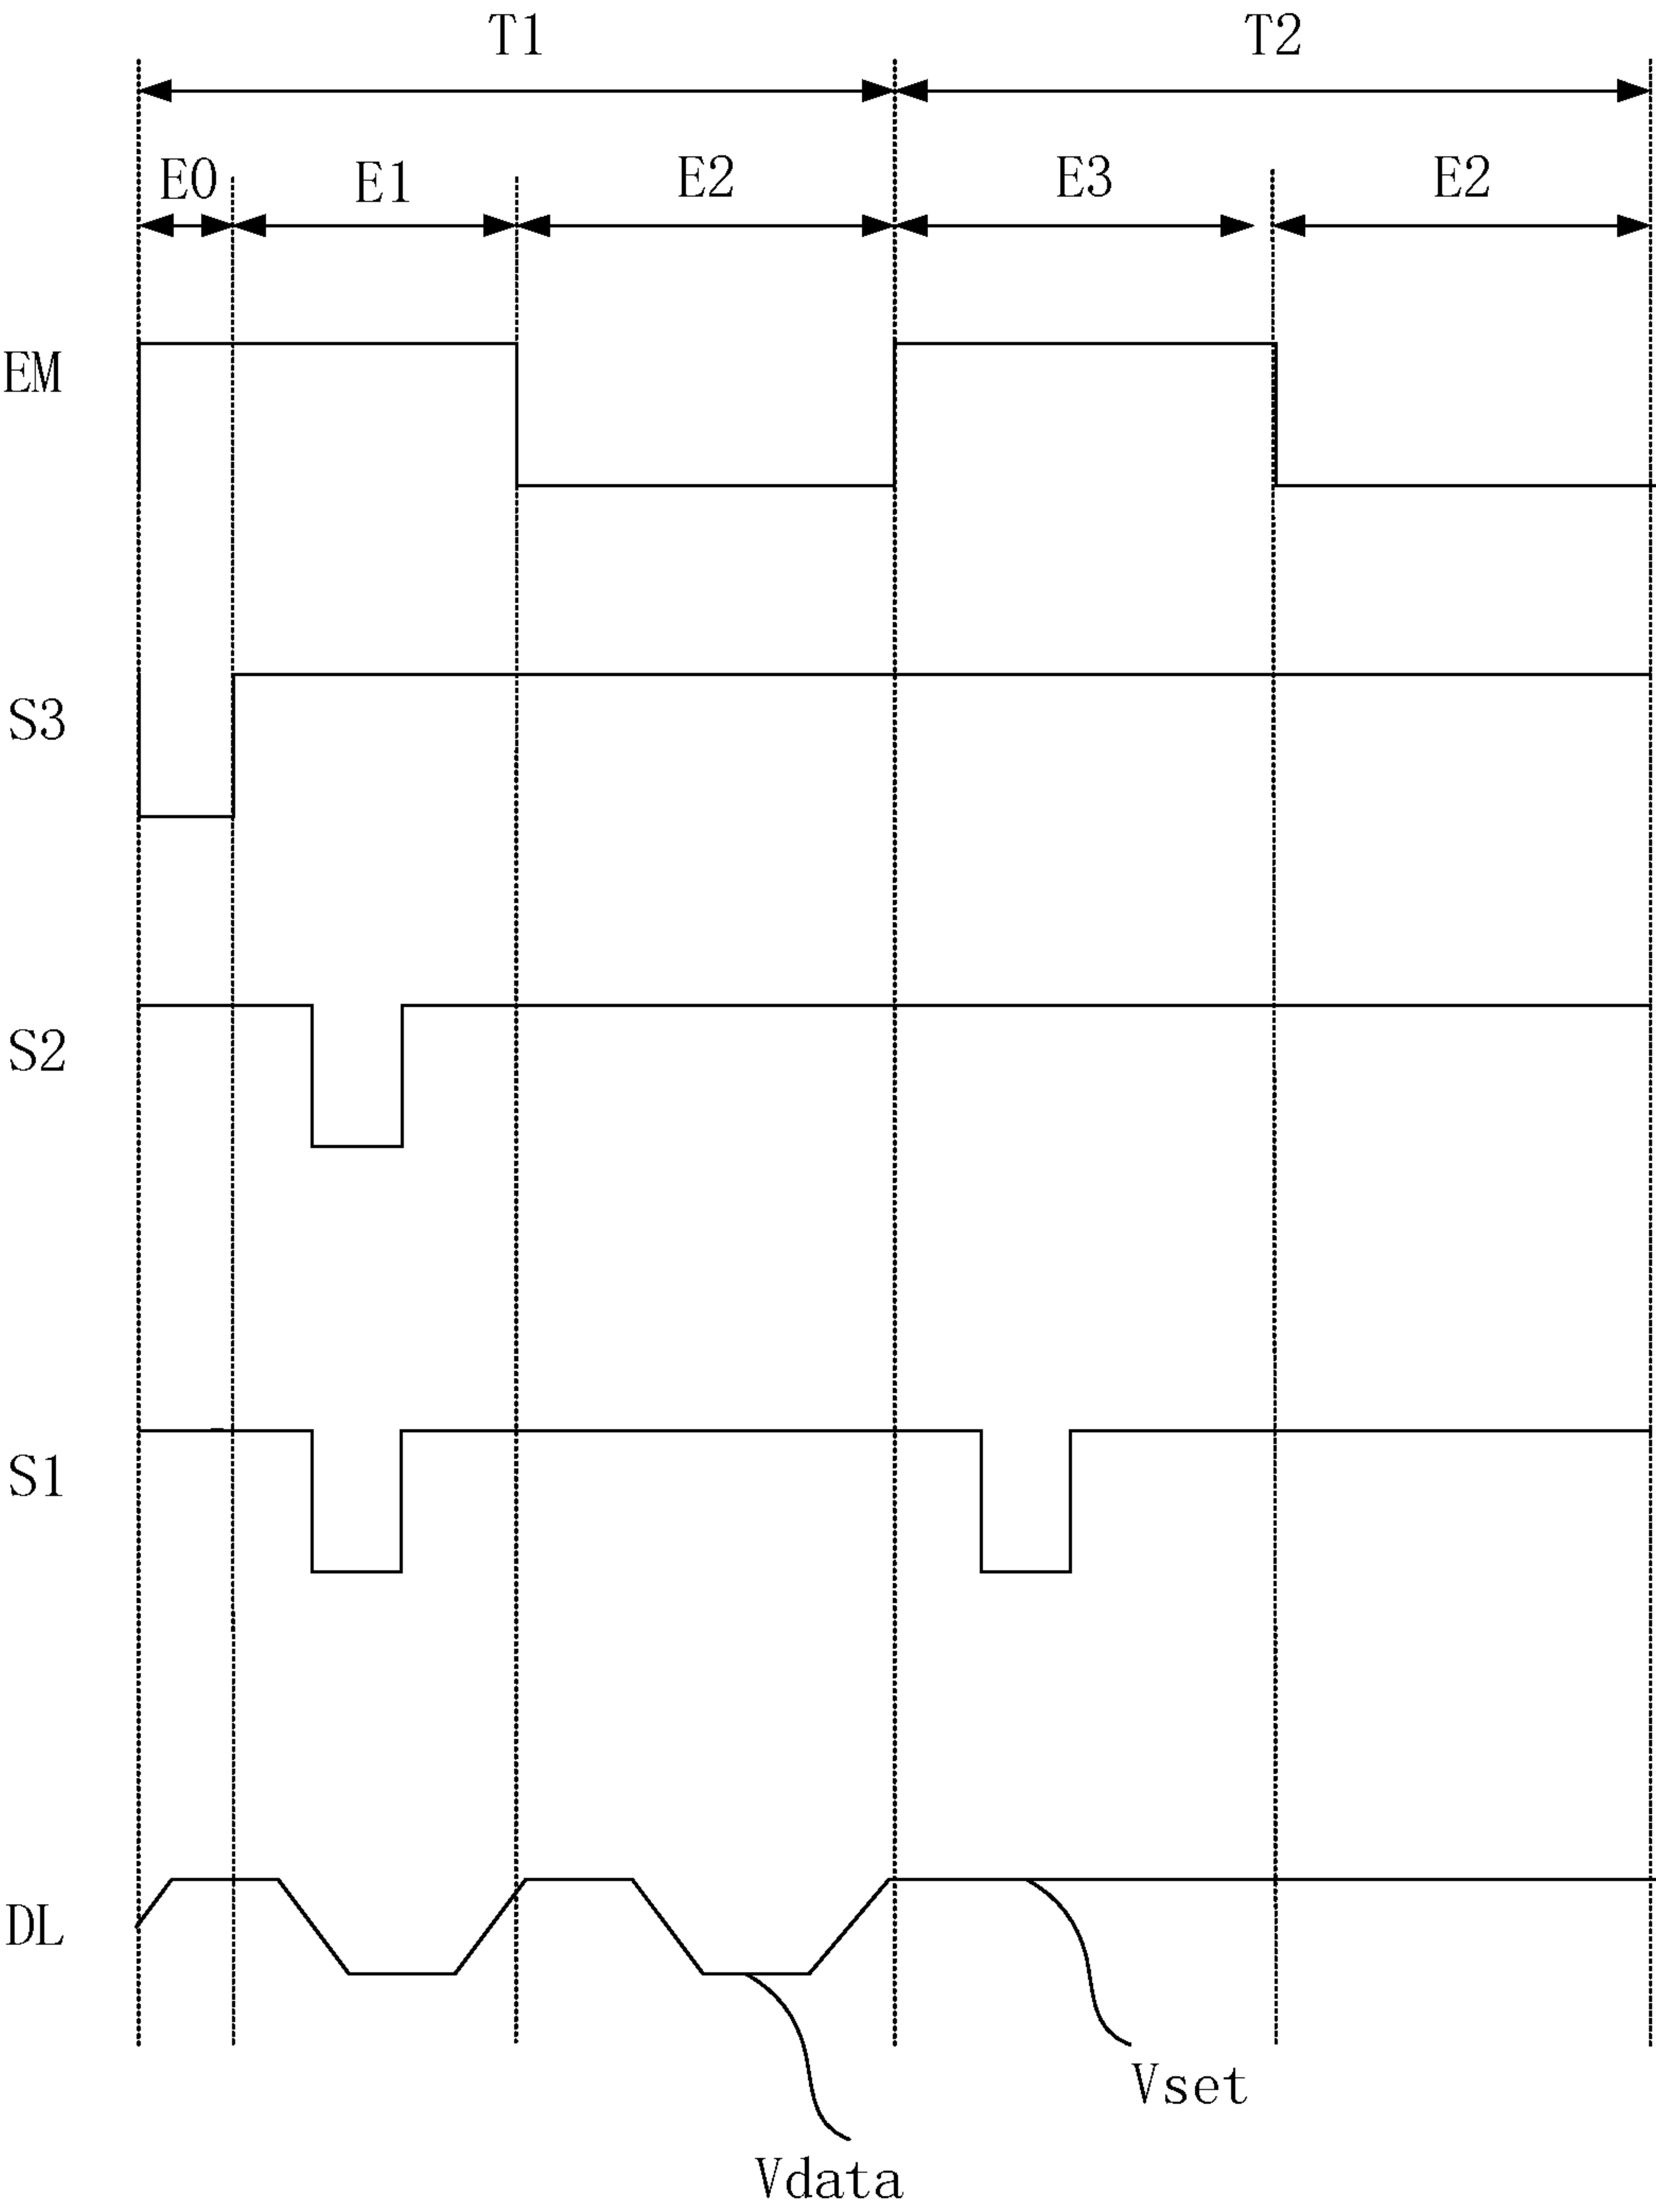 T1 T2
E0 E1 E2 E3 E2
EM
S3
S2
S1
DL
Vset
Vdata